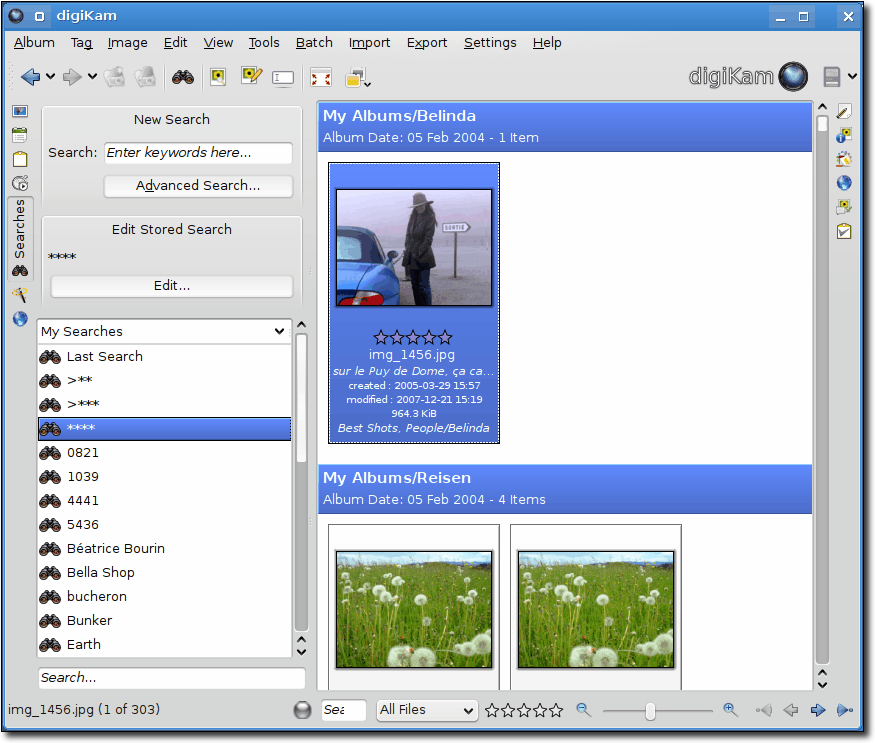 digiKam
Album Tag Image Edit View Tools Batch Import Export Settings Help
digiKam
New Search
Search: Enter keywords here...
Advanced Search...
Edit Stored Search
****
Edit...
Searches
My Searches
Last Search
>**
>***
****
0821
1039
4441
5436
Béatrice Bourin
Bella Shop
bucheron
Bunker
Earth
Search...
My Albums/Belinda
Album Date: 05 Feb 2004 - 1 Item
SORTIE
img_1456.jpg
sur le Puy de Dome, ça ca...
created : 2005-03-29 15:57
modified : 2007-12-21 15:19
964.3 KiB
Best Shots, People/Belinda
My Albums/Reisen
Album Date: 05 Feb 2004 - 4 Items
img_1456.jpg (1 of 303)
Sea
All Files